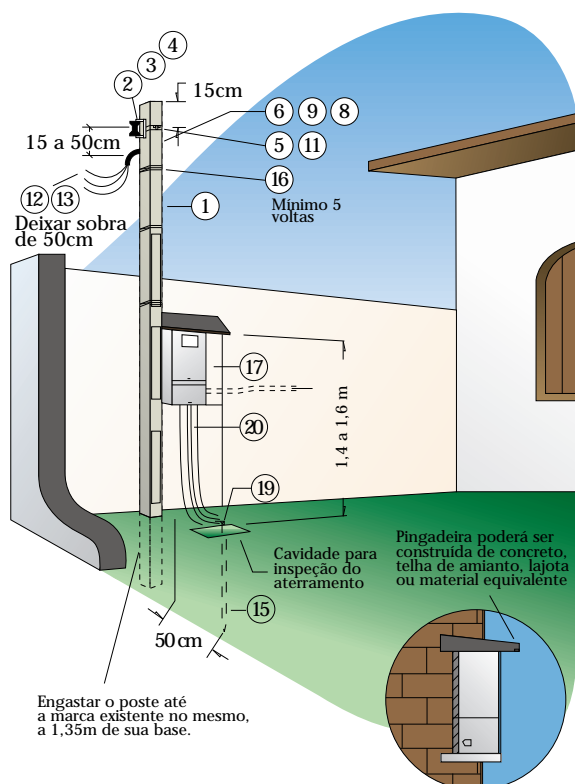 4
3
2
15cm
6 9 8
15 a 50cm
5 11
16
Mínimo 5
voltas
12 13
1
Deixar sobra
de 50cm
17
1,4 a 1,6 m
20
19
Cavidade para
inspeção do
aterramento
15
50cm
Pingadeira poderá ser
construída de concreto,
telha de amianto, lajota
ou material equivalente
Engastar o poste até
a marca existente no mesmo,
a 1,35m de sua base.